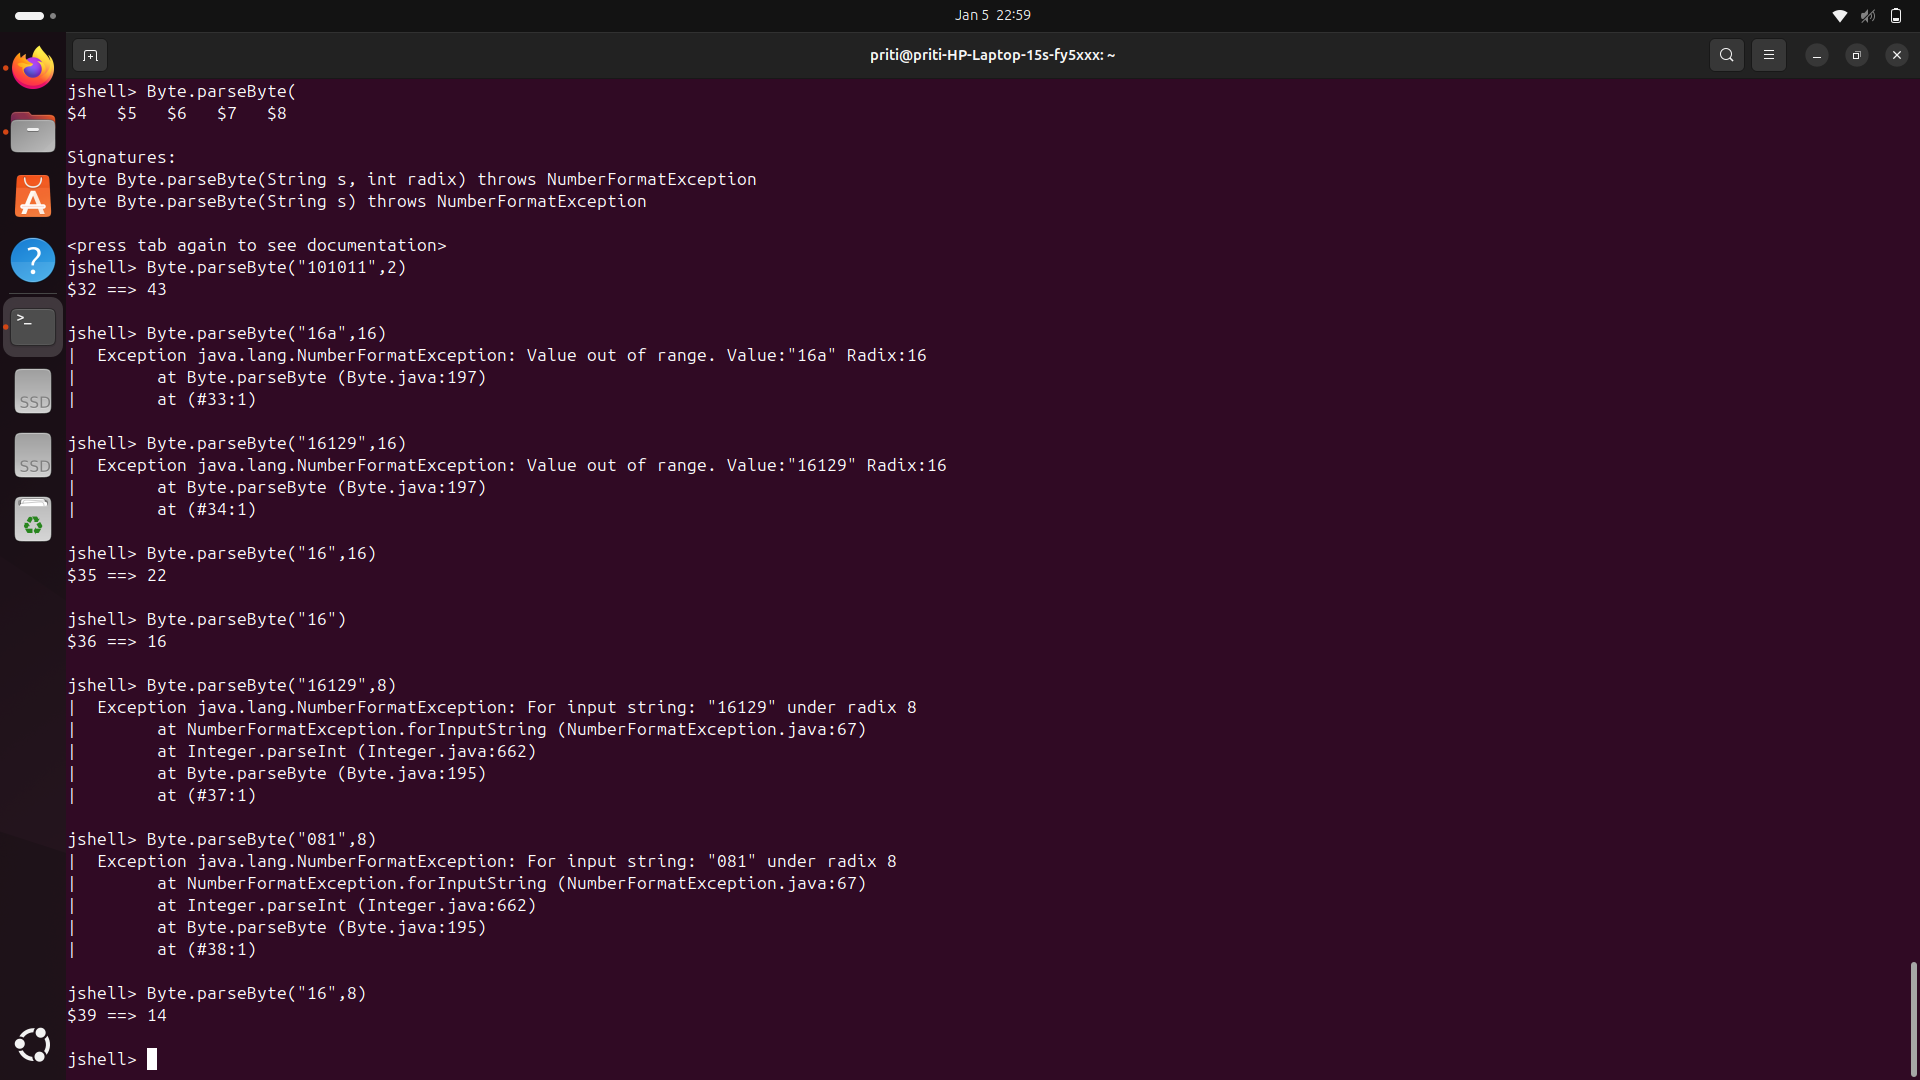 Jan 5 22:59
priti@priti-HP-Laptop-15s-fy5xxx: ~
jshell> Byte.parseByte(
$4   $5   $6   $7   $8
Signatures:
byte Byte.parseByte(String s, int radix) throws NumberFormatException
byte Byte.parseByte(String s) throws NumberFormatException
<press tab again to see documentation>
jshell> Byte.parseByte("101011",2)
$32 ==> 43
jshell> Byte.parseByte("16a",16)
|  Exception java.lang.NumberFormatException: Value out of range. Value:"16a" Radix:16
|        at Byte.parseByte (Byte.java:197)
|        at (#33:1)
jshell> Byte.parseByte("16129",16)
|  Exception java.lang.NumberFormatException: Value out of range. Value:"16129" Radix:16
|        at Byte.parseByte (Byte.java:197)
|        at (#34:1)
jshell> Byte.parseByte("16",16)
$35 ==> 22
jshell> Byte.parseByte("16")
$36 ==> 16
jshell> Byte.parseByte("16129",8)
|  Exception java.lang.NumberFormatException: For input string: "16129" under radix 8
|        at NumberFormatException.forInputString (NumberFormatException.java:67)
|        at Integer.parseInt (Integer.java:662)
|        at Byte.parseByte (Byte.java:195)
|        at (#37:1)
jshell> Byte.parseByte("081",8)
|  Exception java.lang.NumberFormatException: For input string: "081" under radix 8
|        at NumberFormatException.forInputString (NumberFormatException.java:67)
|        at Integer.parseInt (Integer.java:662)
|        at Byte.parseByte (Byte.java:195)
|        at (#38:1)
jshell> Byte.parseByte("16",8)
$39 ==> 14
jshell>
?
>_
SSD
SSD